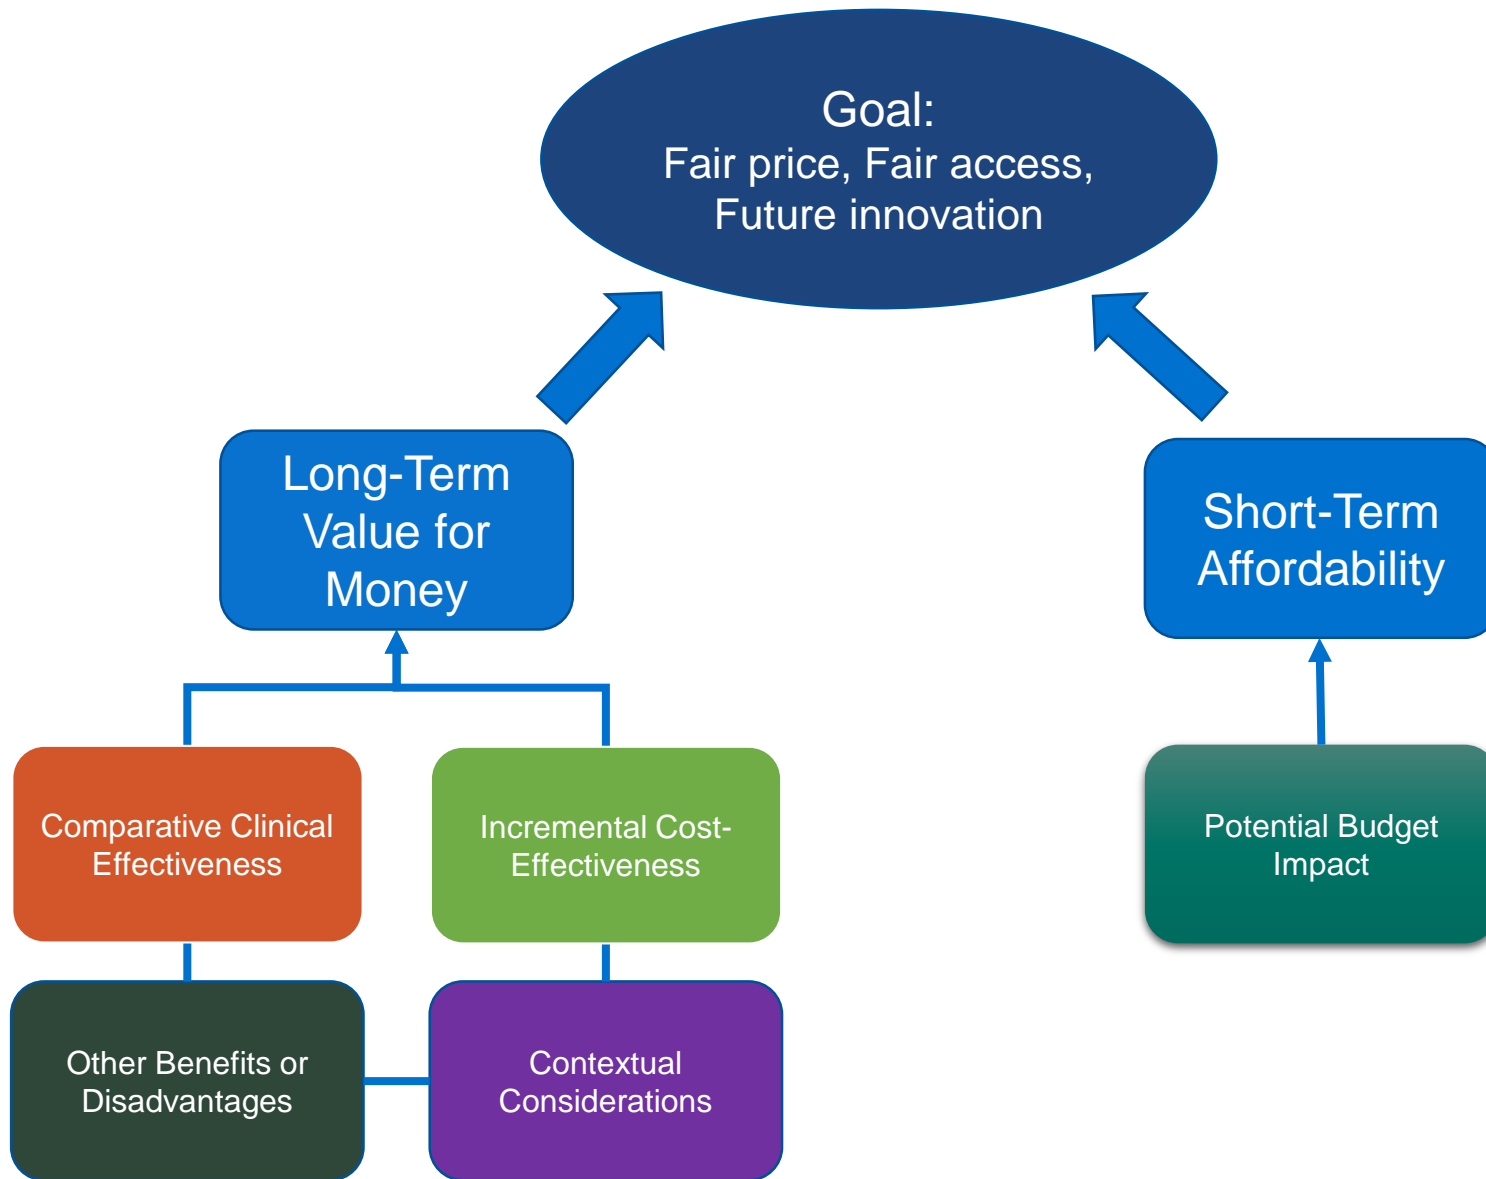 Goal:
Fair price, Fair access,
Future innovation
Long-Term
Value for
Money
Short-Term
Affordability
Comparative Clinical
Effectiveness
Incremental Cost-
Effectiveness
Potential Budget
Impact
Other Benefits or
Disadvantages
Contextual
Considerations